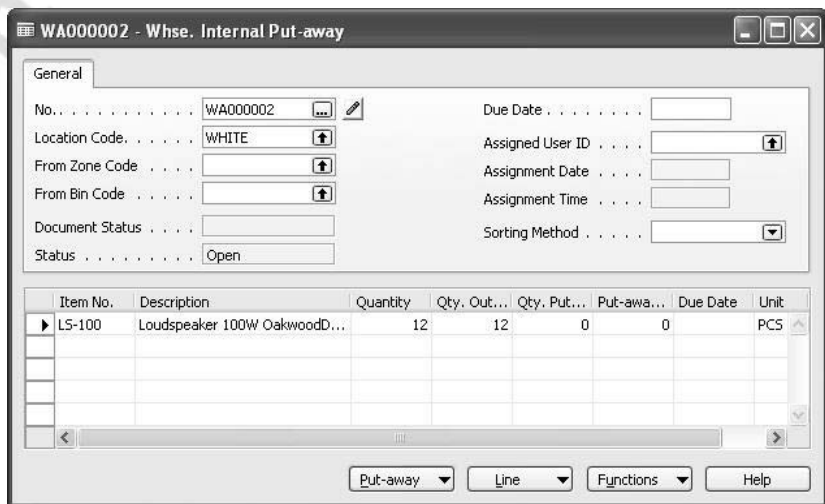 WA000002 - Whse. Internal Put-away
General
No.. . . . . . . . . . . WA000002 ...
Location Code. . . . . . WHITE
From Zone Code . . . .
From Bin Code . . . . .
Document Status . . . .
Status . . . . . . . . . Open
Due Date . . . . . . . .
Assigned User ID . . . .
Assignment Date . . . .
Assignment Time . . . .
Sorting Method . . . . .
Item No. Description Quantity Qty. Out... Qty. Put... Put-awa... Due Date Unit
LS-100 Loudspeaker 100W OakwoodD... 12 12 0 0 PCS
Put-away Line Functions Help